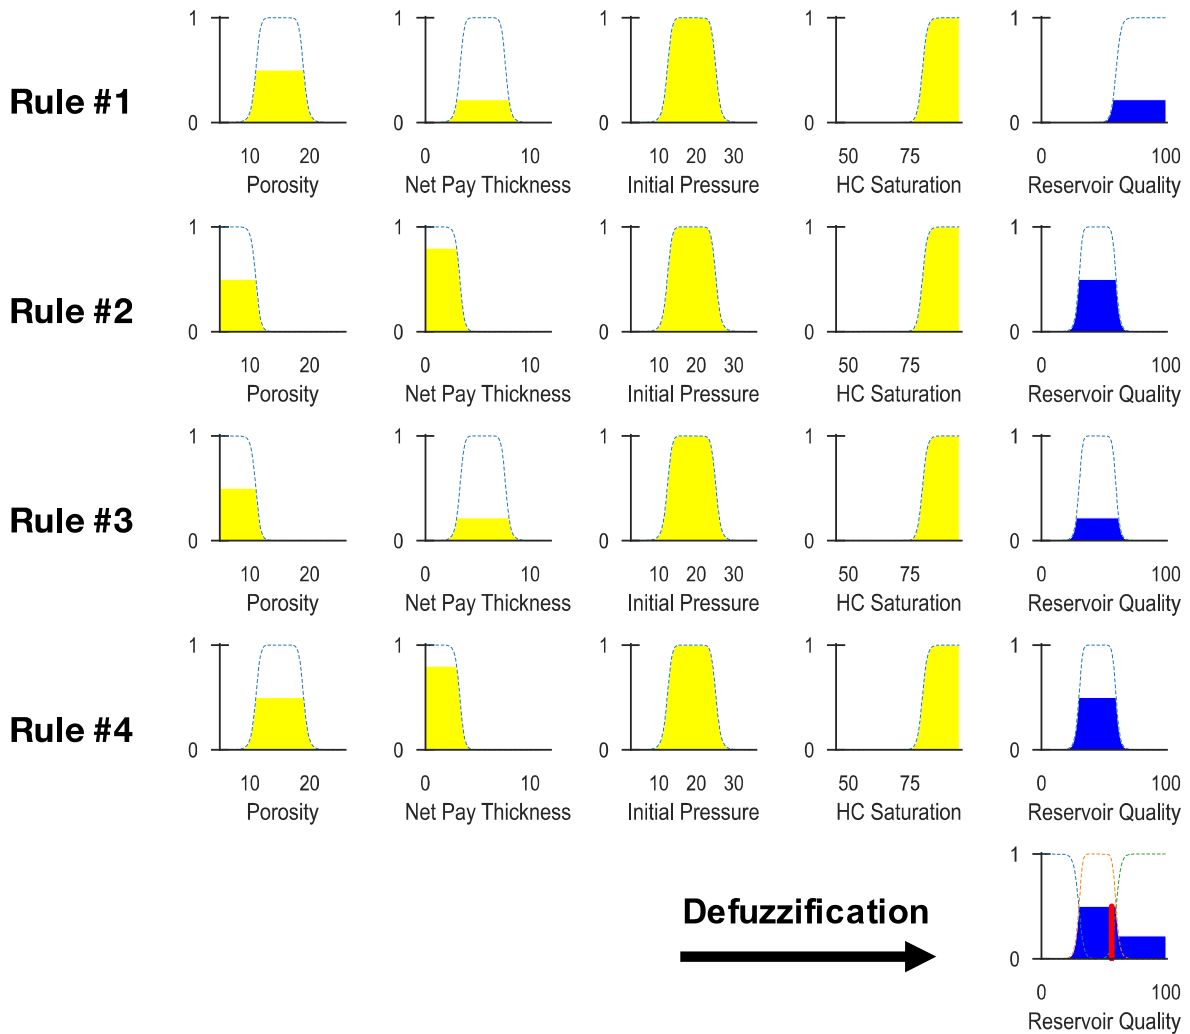 1 1 1 1 1
Rule #1
0 0 0 0 0
10 20 0 10 10 20 30 50 75 0 100
Porosity Net Pay Thickness Initial Pressure HC Saturation Reservoir Quality
1 1 1 1 1
Rule #2
0 0 0 0 0
10 20 0 10 10 20 30 50 75 0 100
Porosity Net Pay Thickness Initial Pressure HC Saturation Reservoir Quality
1 1 1 1 1
Rule #3
0 0 0 0 0
10 20 0 10 10 20 30 50 75 0 100
Porosity Net Pay Thickness Initial Pressure HC Saturation Reservoir Quality
1 1 1 1 1
Rule #4
0 0 0 0 0
10 20 0 10 10 20 30 50 75 0 100
Porosity Net Pay Thickness Initial Pressure HC Saturation Reservoir Quality
1
Defuzzification
0
0 100
Reservoir Quality